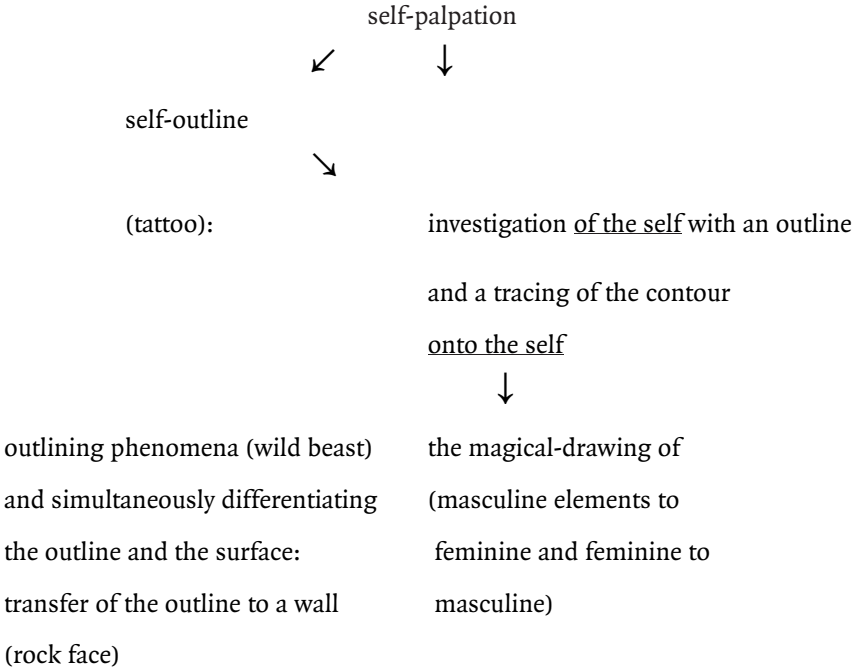 self-palpation
↙ ↓
self-outline
↘
(tattoo): investigation of the self with an outline
and a tracing of the contour
onto the self
↓
outlining phenomena (wild beast) the magical-drawing of
and simultaneously differentiating (masculine elements to
the outline and the surface: feminine and feminine to
transfer of the outline to a wall masculine)
(rock face)